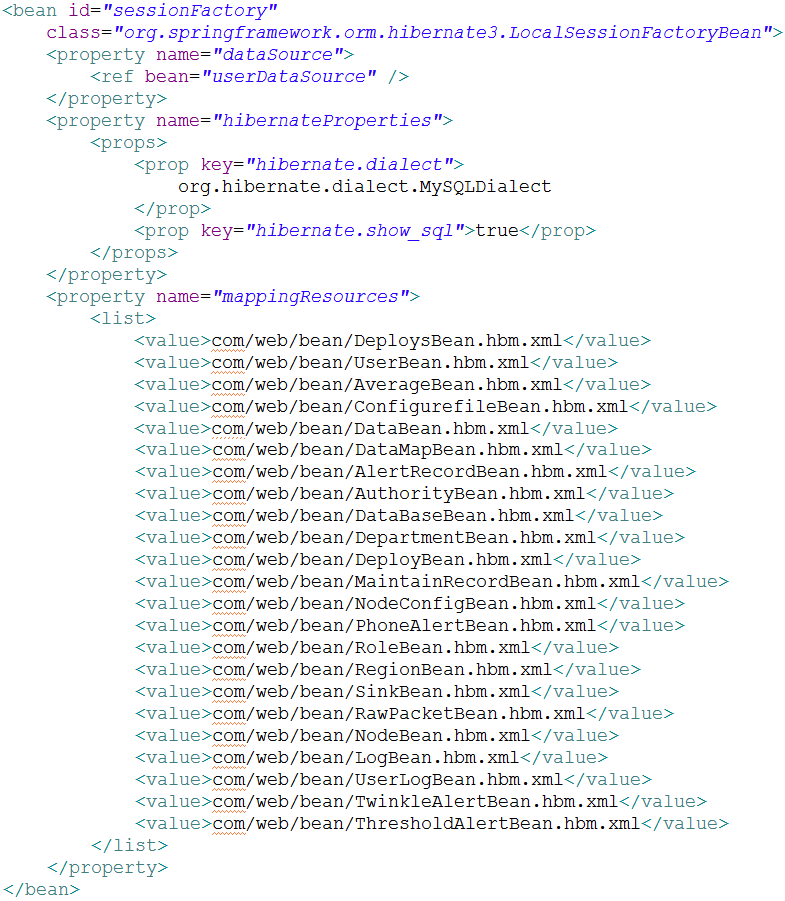 <bean id="sessionFactory"
class="org.springframework.orm.hibernate3.LocalSessionFactoryBean">
<property name="dataSource">
<ref bean="userDataSource" />
</property>
<property name="hibernateProperties">
<props>
<prop key="hibernate.dialect">
org.hibernate.dialect.MySQLDialect
</prop>
<prop key="hibernate.show_sql">true</prop>
</props>
</property>
<property name="mappingResources">
<list>
<value>com/web/bean/DeploysBean.hbm.xml</value>
<value>com/web/bean/UserBean.hbm.xml</value>
<value>com/web/bean/AverageBean.hbm.xml</value>
<value>com/web/bean/ConfigurefileBean.hbm.xml</value>
<value>com/web/bean/DataBean.hbm.xml</value>
<value>com/web/bean/DataMapBean.hbm.xml</value>
<value>com/web/bean/AlertRecordBean.hbm.xml</value>
<value>com/web/bean/AuthorityBean.hbm.xml</value>
<value>com/web/bean/DataBaseBean.hbm.xml</value>
<value>com/web/bean/DepartmentBean.hbm.xml</value>
<value>com/web/bean/DeployBean.hbm.xml</value>
<value>com/web/bean/MaintainRecordBean.hbm.xml</value>
<value>com/web/bean/NodeConfigBean.hbm.xml</value>
<value>com/web/bean/PhoneAlertBean.hbm.xml</value>
<value>com/web/bean/RoleBean.hbm.xml</value>
<value>com/web/bean/RegionBean.hbm.xml</value>
<value>com/web/bean/SinkBean.hbm.xml</value>
<value>com/web/bean/RawPacketBean.hbm.xml</value>
<value>com/web/bean/NodeBean.hbm.xml</value>
<value>com/web/bean/LogBean.hbm.xml</value>
<value>com/web/bean/UserLogBean.hbm.xml</value>
<value>com/web/bean/TwinkleAlertBean.hbm.xml</value>
<value>com/web/bean/ThresholdAlertBean.hbm.xml</value>
</list>
</property>
</bean>